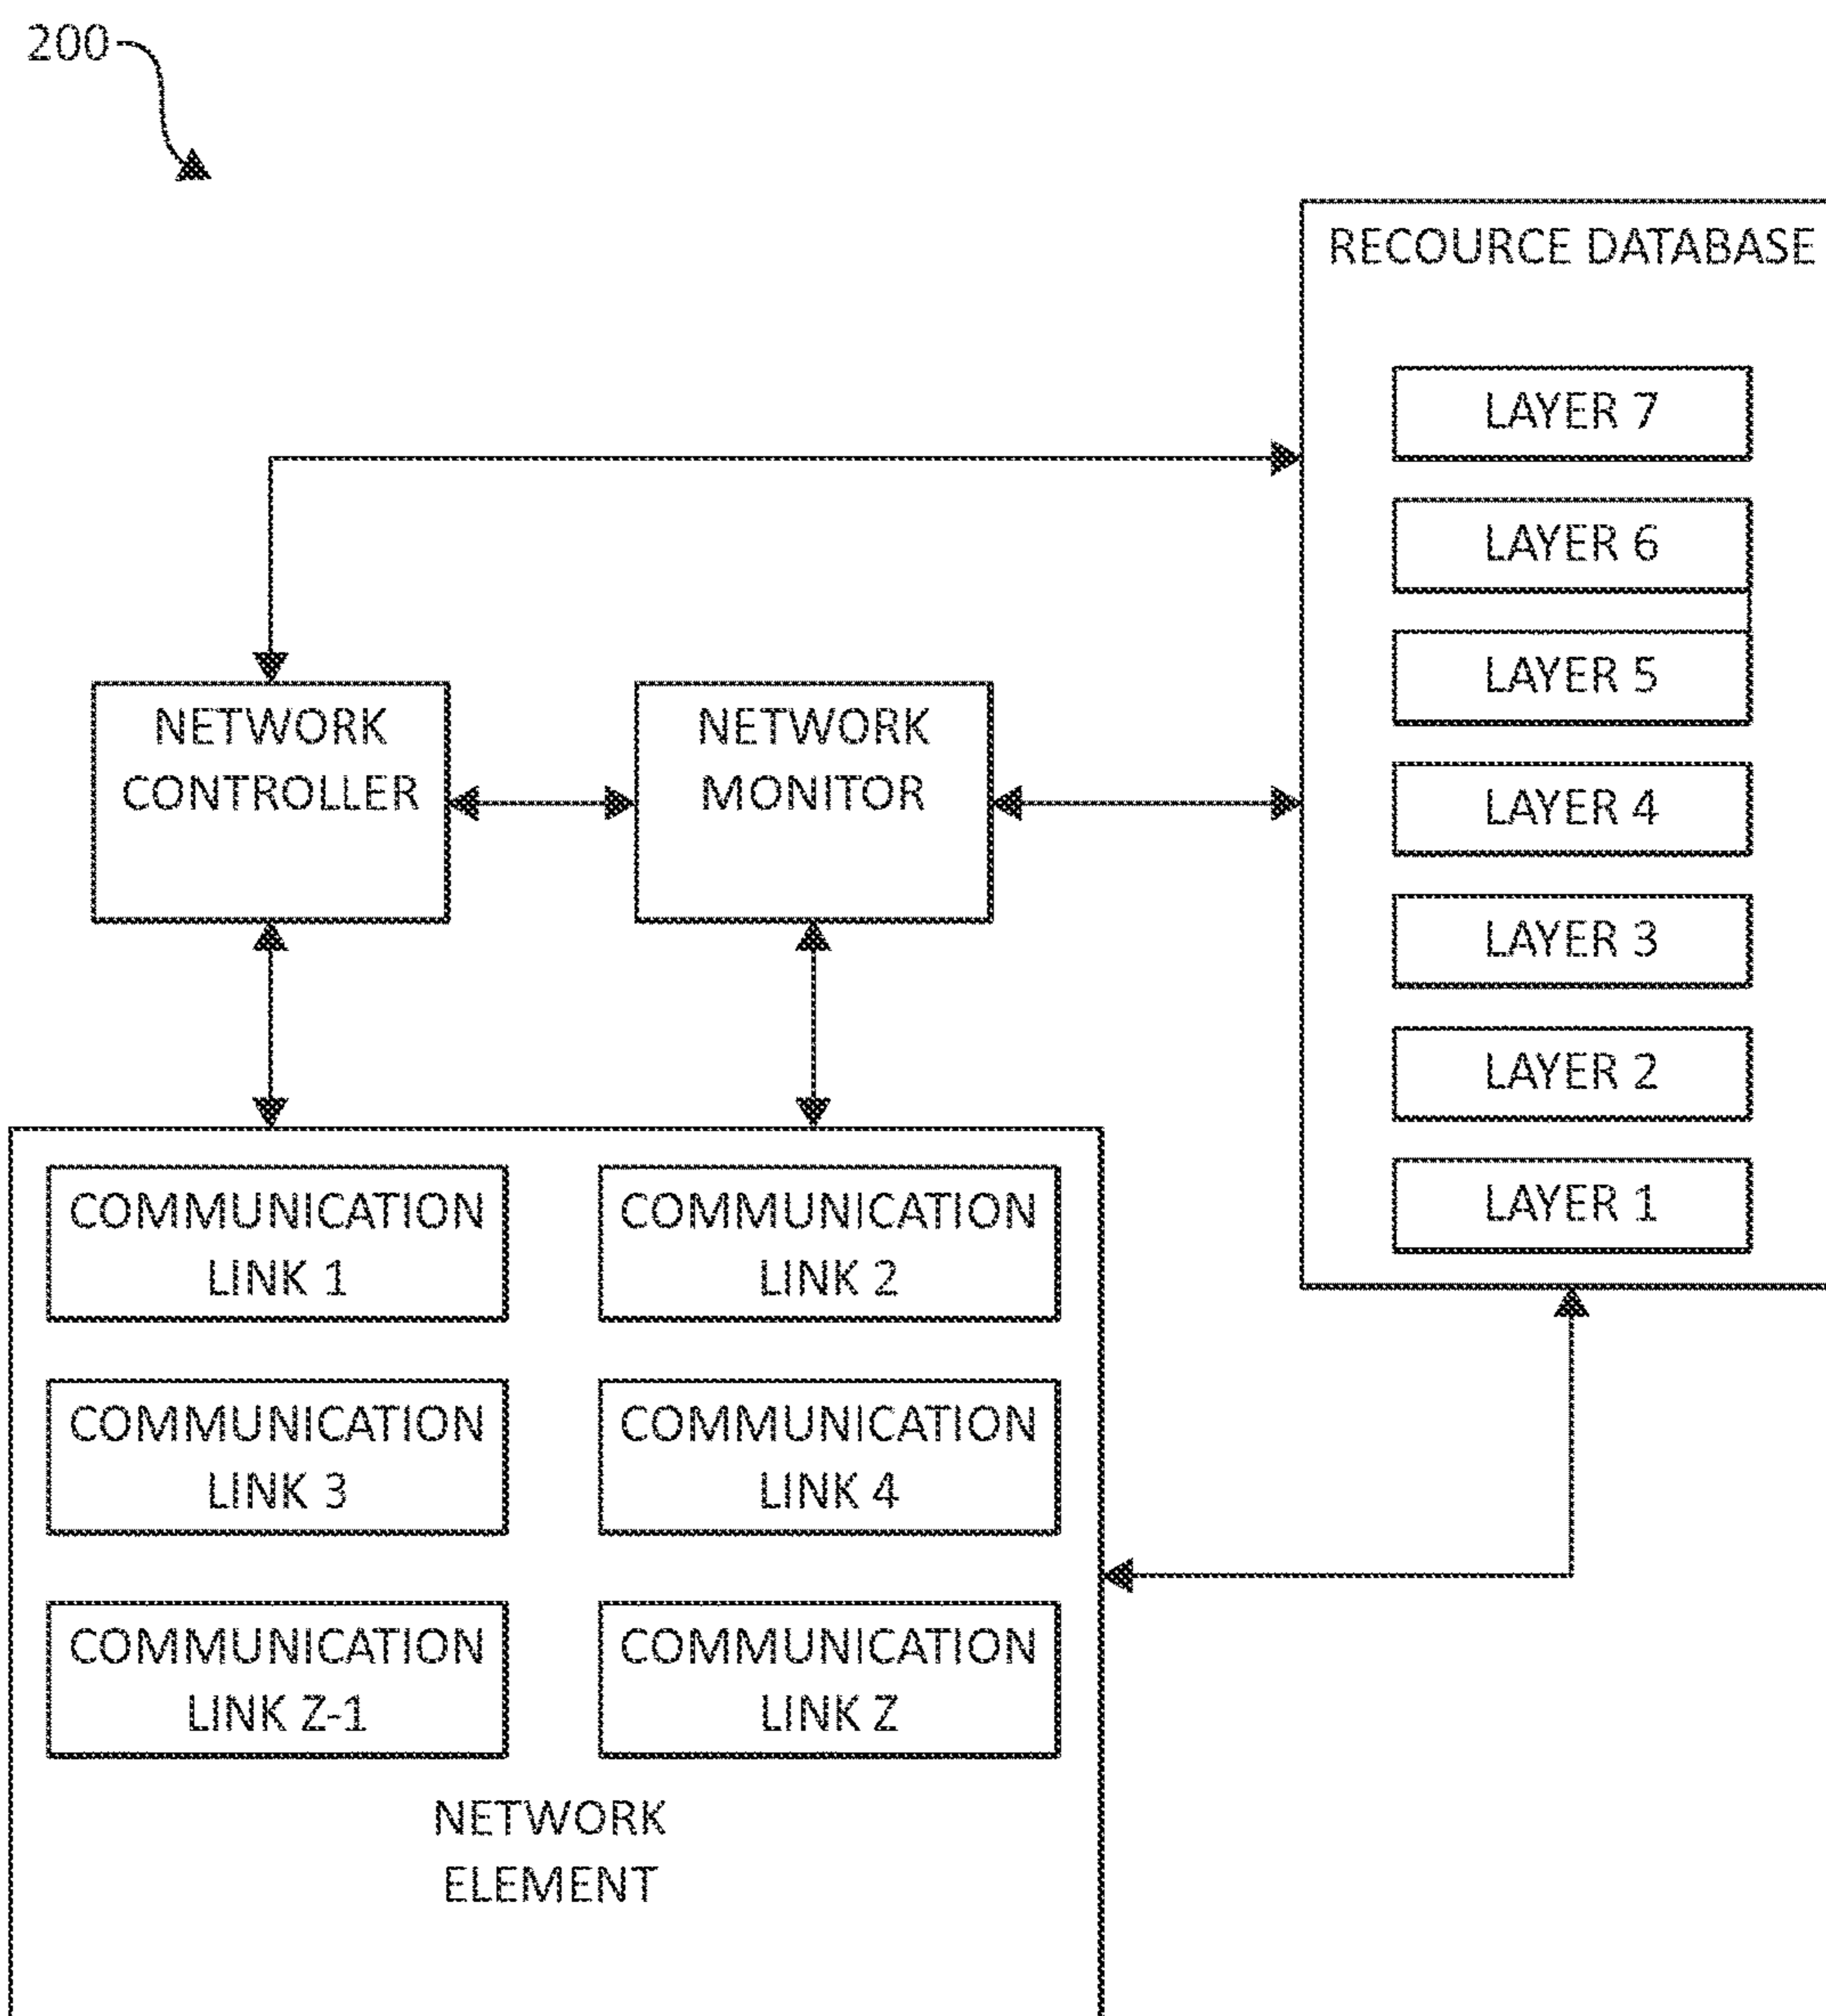 200
RECOURCE DATABASE
LAYER 7
LAYER 6
LAYER 5
LAYER 4
LAYER 3
LAYER 2
LAYER 1
NETWORK
CONTROLLER
NETWORK
MONITOR
COMMUNICATION
LINK 1
COMMUNICATION
LINK 2
COMMUNICATION
LINK 3
COMMUNICATION
LINK 4
COMMUNICATION
LINK Z-1
COMMUNICATION
LINK Z
NETWORK
ELEMENT